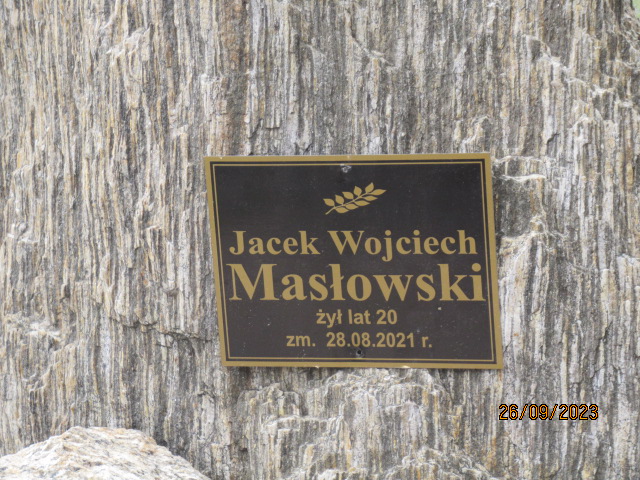 Jacek Wojciech
Masłowski
żył lat 20
zm. 28.08.2021 r.
26/09/2023